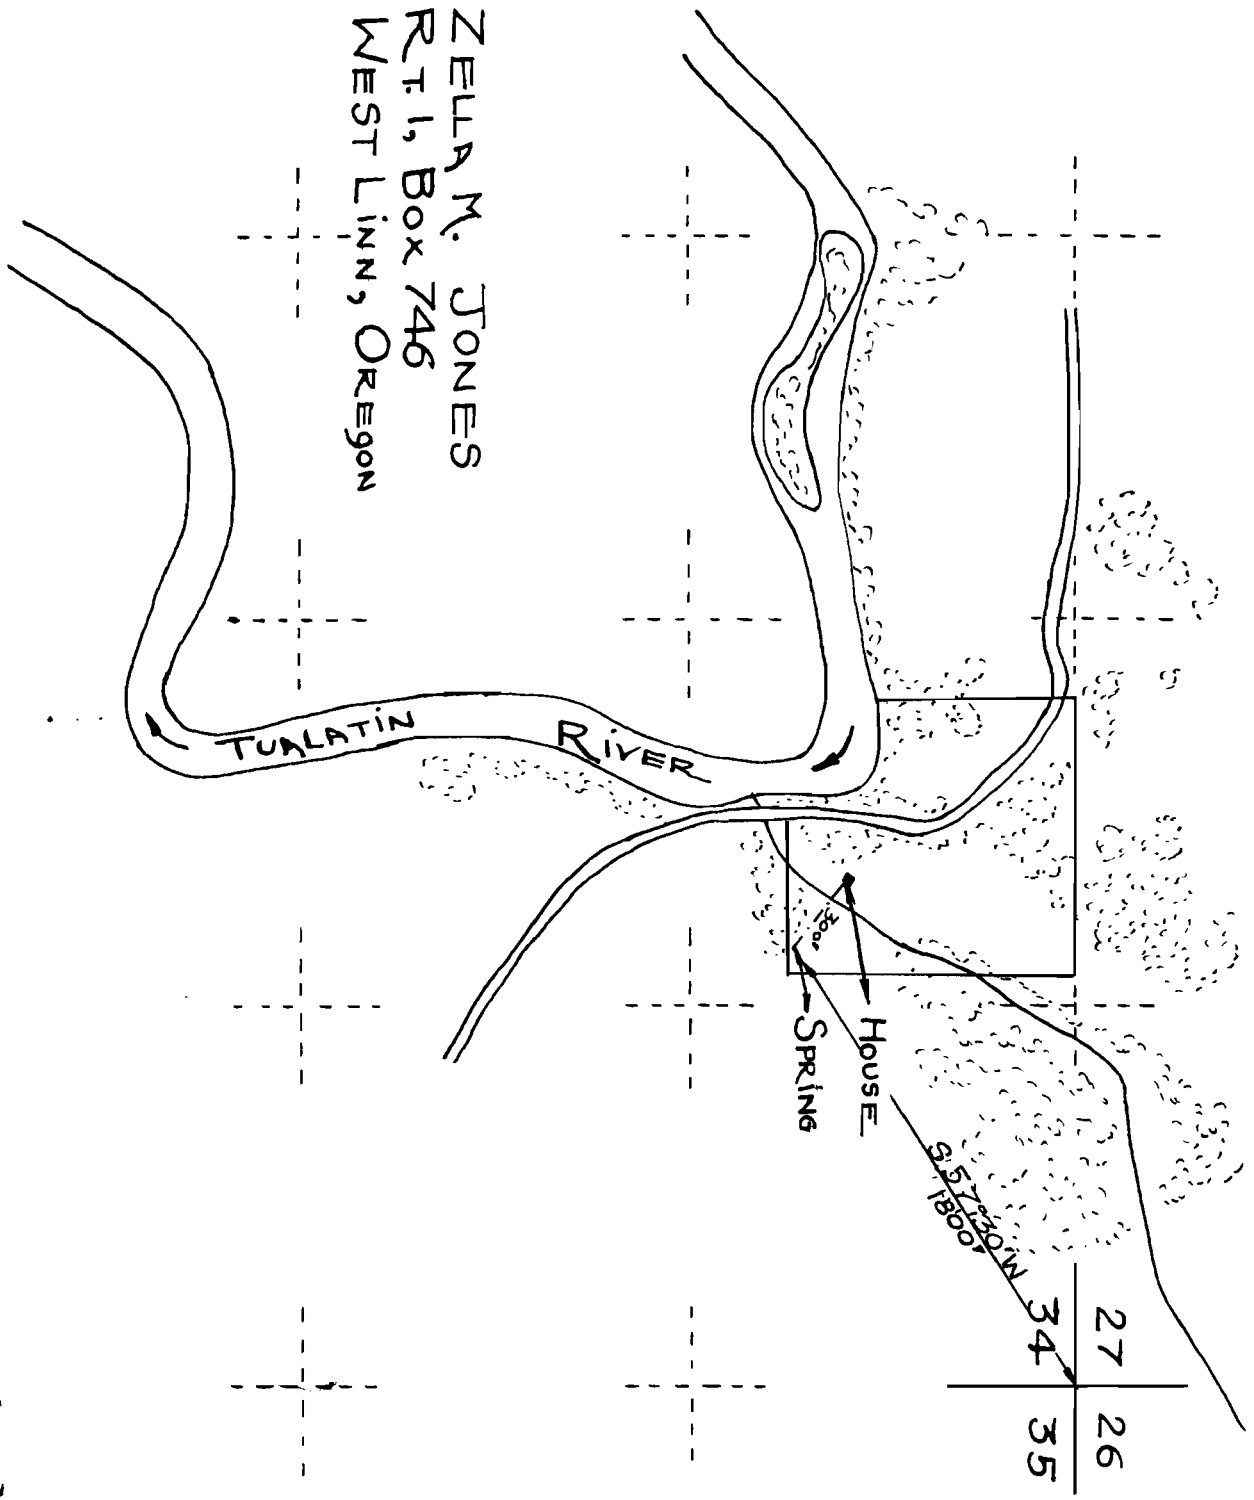 ZELLA M. JONES
RT. 1, BOX 746
WEST LINN, OREGON
TUALATIN RIVER
HOUSE
SPRING
300'
S. 57° 30' W
1800'
27 26
34 35